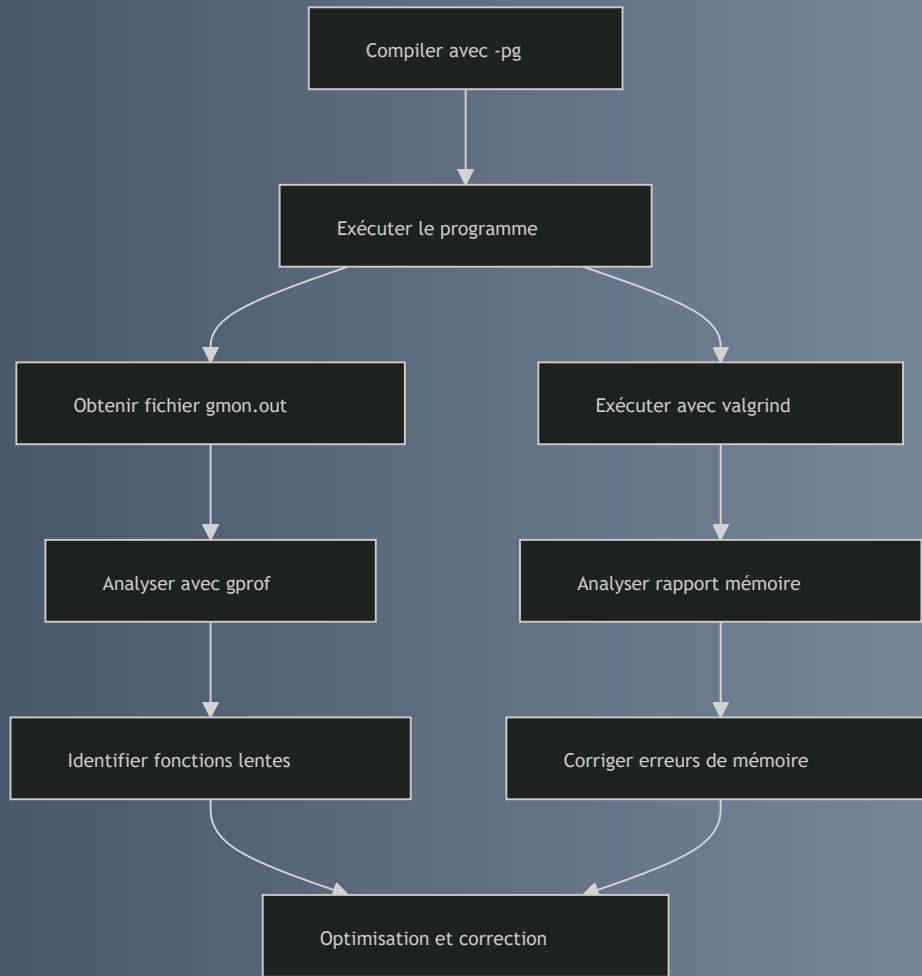 Compiler avec -pg
Exécuter le programme
Obtenir fichier gmon.out
Exécuter avec valgrind
Analyser avec gprof
Analyser rapport mémoire
Identifier fonctions lentes
Corriger erreurs de mémoire
Optimisation et correction